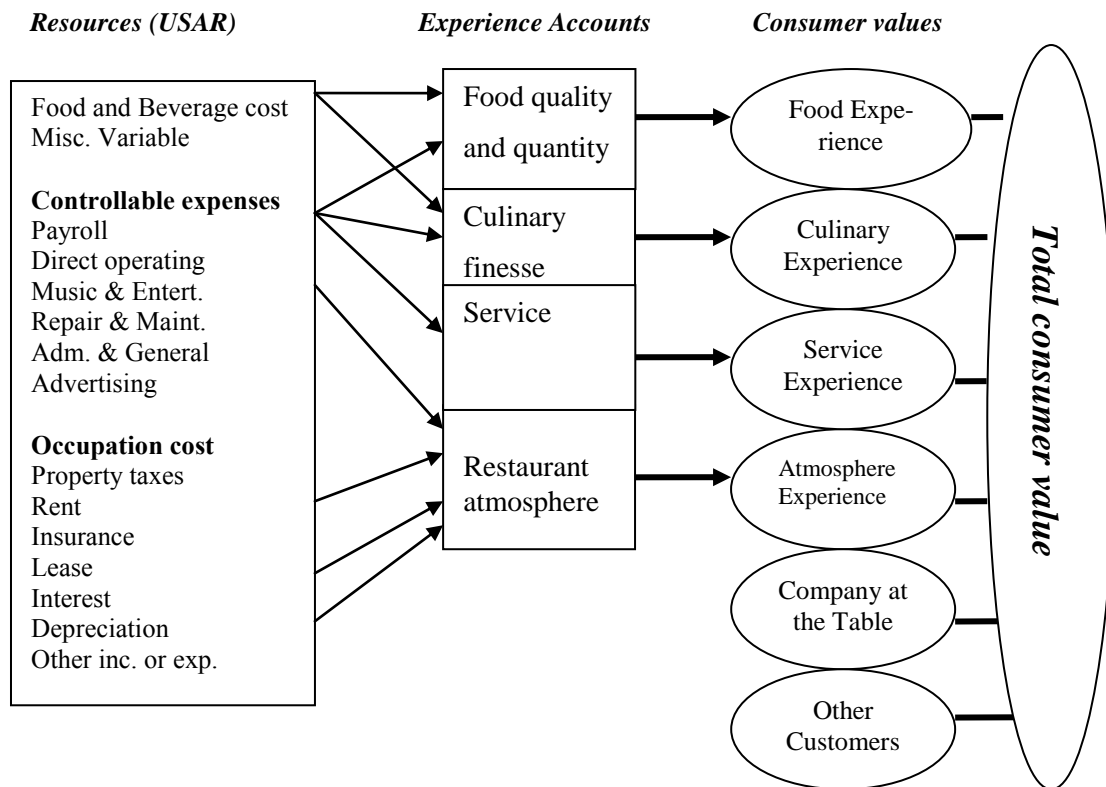 Resources (USAR)
Experience Accounts
Consumer values
Food and Beverage cost
Misc. Variable
Controllable expenses
Payroll
Direct operating
Music & Entert.
Repair & Maint.
Adm. & General
Advertising
Occupation cost
Property taxes
Rent
Insurance
Lease
Interest
Depreciation
Other inc. or exp.
Food quality
and quantity
Culinary
finesse
Service
Restaurant
atmosphere
Food Expe-
rience
Culinary
Experience
Service
Experience
Atmosphere
Experience
Company at
the Table
Other
Customers
Total consumer value